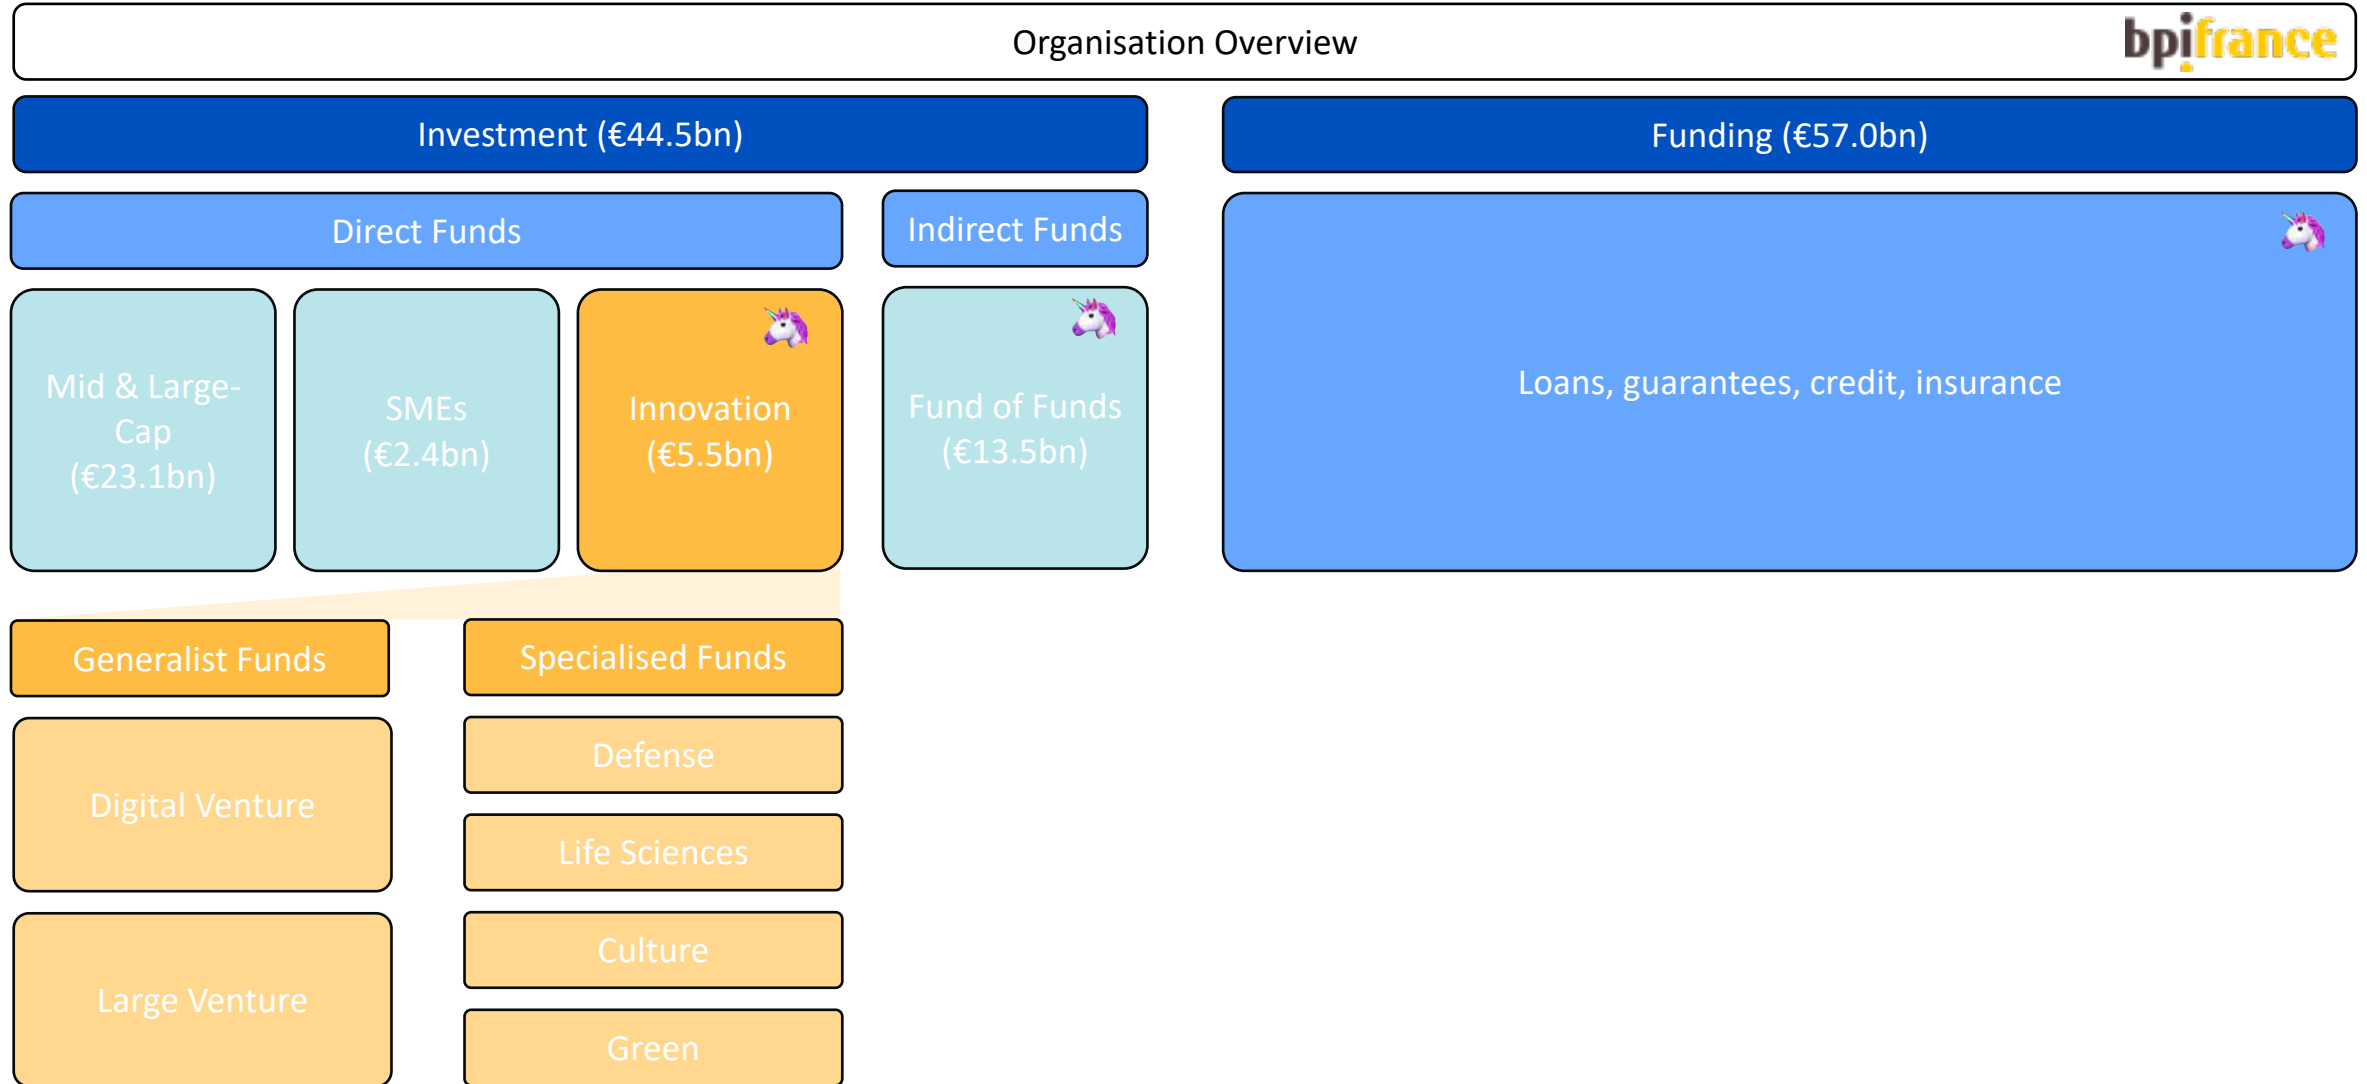 Organisation Overview
bpifrance
Investment (€44.5bn)
Funding (€57.0bn)
Direct Funds
Indirect Funds
Mid & Large-
Cap
(€23.1bn)
SMEs
(€2.4bn)
Innovation
(€5.5bn)
Fund of Funds
(€13.5bn)
Loans, guarantees, credit, insurance
Generalist Funds
Specialised Funds
Digital Venture
Large Venture
Defense
Life Sciences
Culture
Green